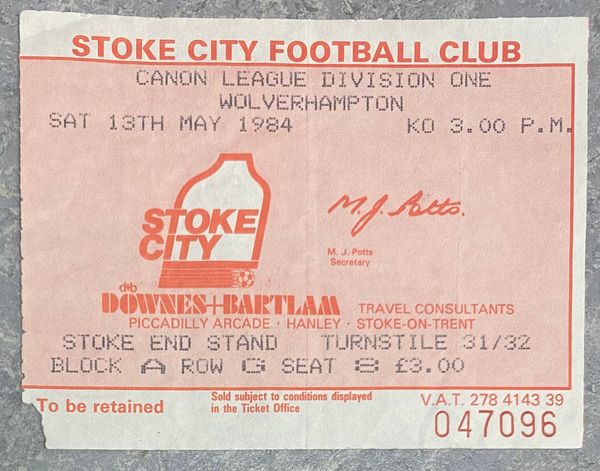 STOKE CITY FOOTBALL CLUB
CANON LEAGUE DIVISION ONE
WOLVERHAMPTON
SAT 13TH MAY 1984 KO 3.00 P.M.
STOKE
CITY
M.J. Potts.
M. J. Potts
Secretary
d+b
DOWNES+BARTLAM TRAVEL CONSULTANTS
PICCADILLY ARCADE · HANLEY · STOKE-ON-TRENT
STOKE END STAND TURNSTILE 31/32
BLOCK A ROW G SEAT 8 £3.00
To be retained
Sold subject to conditions displayed
in the Ticket Office
V.A.T. 278 4143 39
047096